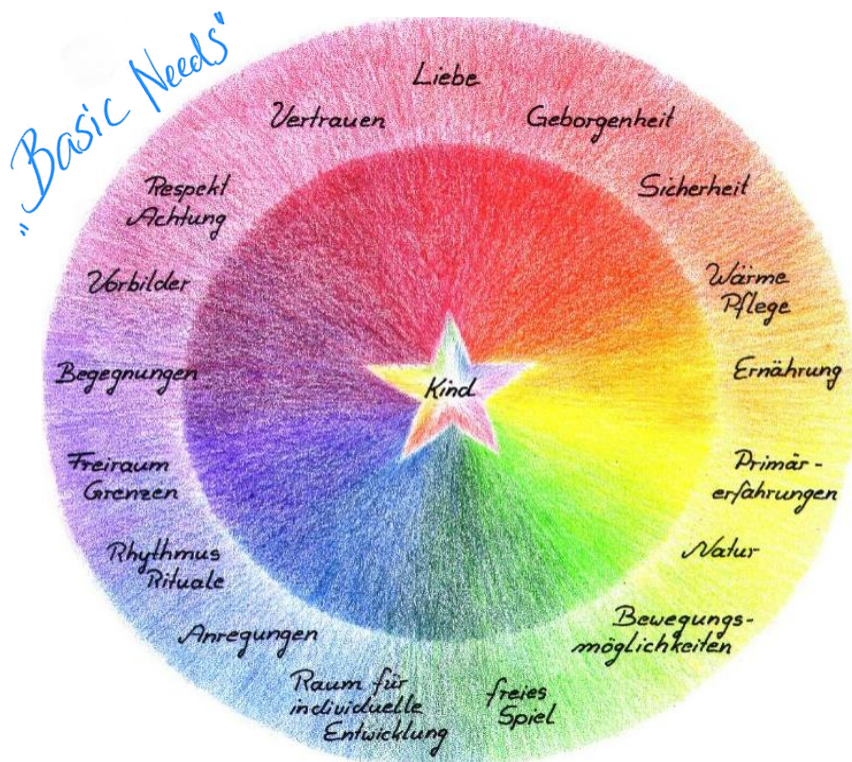 „Basic Needs"
Liebe
Geborgenheit
Sicherheit
Wärme
Pflege
Ernährung
Primär-
erfahrungen
Natur
Bewegungs-
möglichkeiten
freies
Spiel
Raum für
individuelle
Entwicklung
Anregungen
Rhythmus
Rituale
Freiraum
Grenzen
Begegnungen
Vorbilder
Respekt
Achtung
Vertrauen
Kind